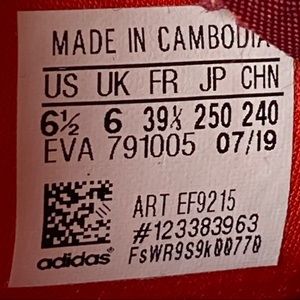 MADE IN CAMBODIA
US UK FR JP CHN
6½ 6 39⅓ 250 240
EVA 791005 07/19
ART EF9215
#123383963
adidas FsWR9S9k00770